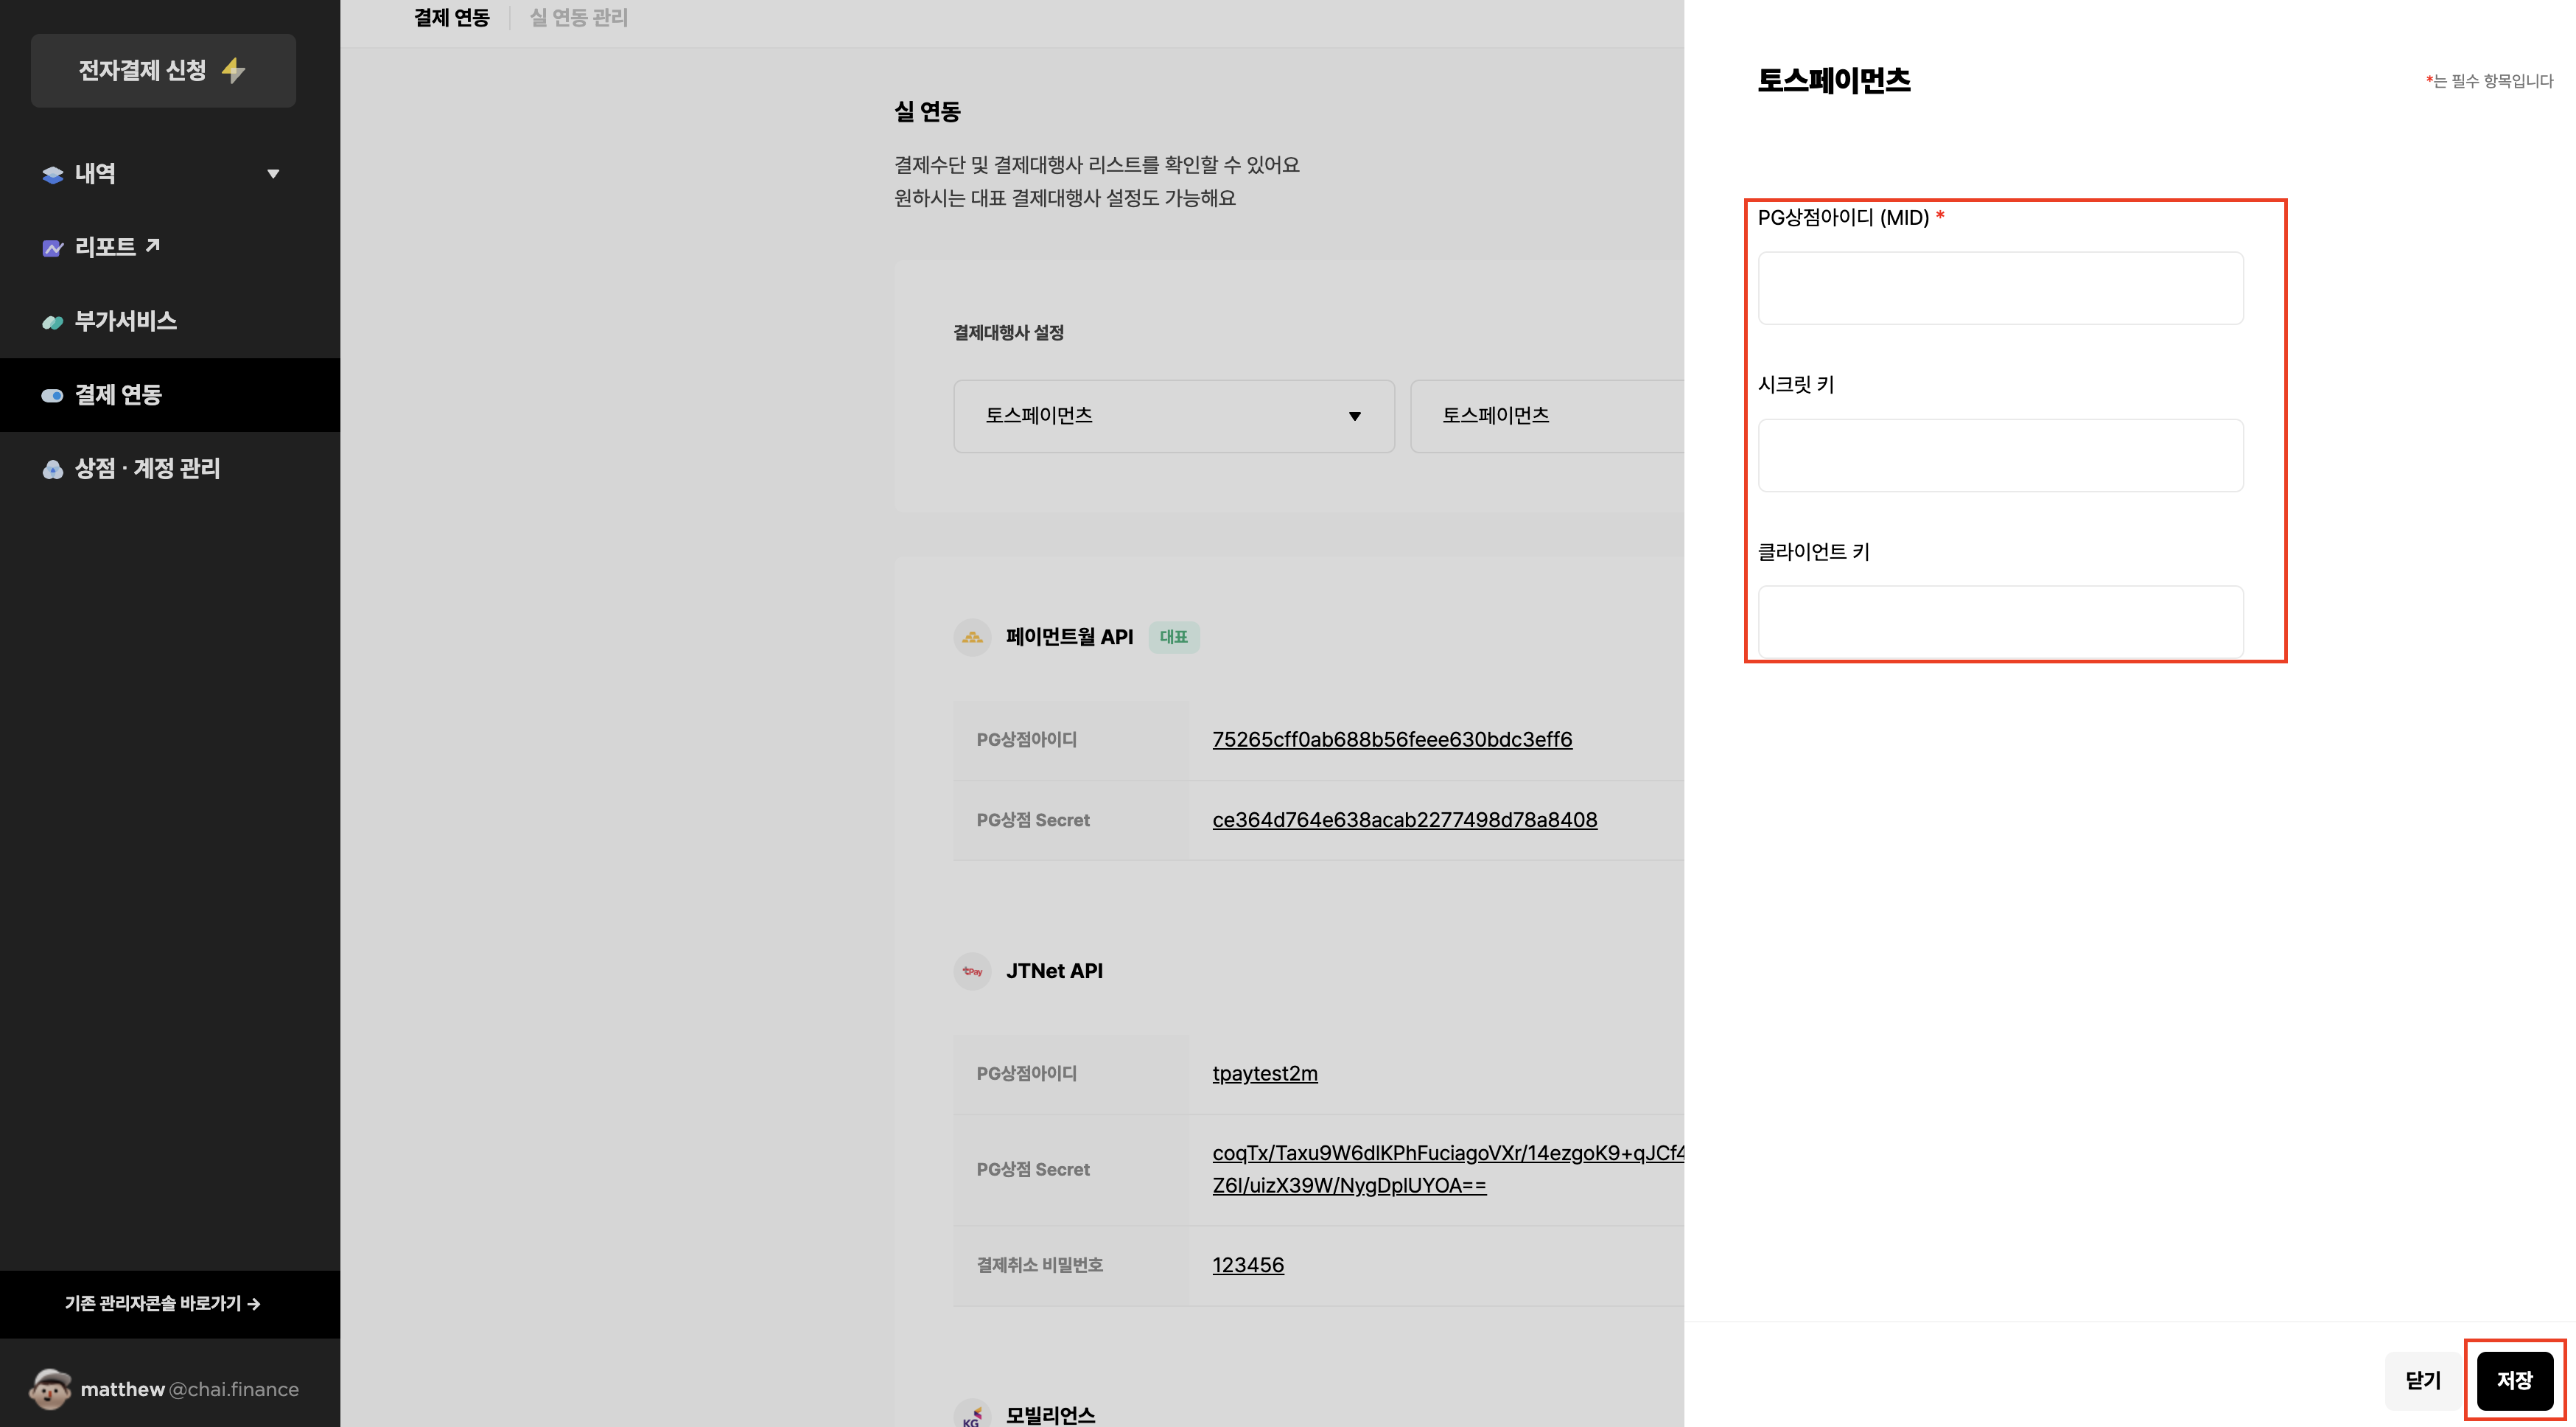 전자결제 신청
내역
리포트
부가서비스
결제 연동
상점 · 계정 관리
기존 관리자콘솔 바로가기 →
matthew @chai.finance
결제 연동
실 연동 관리
실 연동
결제수단 및 결제대행사 리스트를 확인할 수 있어요
원하시는 대표 결제대행사 설정도 가능해요
결제대행사 설정
토스페이먼츠
토스페이먼츠
페이먼트월 API 대표
PG상점아이디 75265cff0ab688b56feee630bdc3eff6
PG상점 Secret ce364d764e638acab2277498d78a8408
tPay JTNet API
PG상점아이디 tpaytest2m
PG상점 Secret coqTx/Taxu9W6dlKPhFuciagoVXr/14ezgoK9+qJCf4
Z6I/uizX39W/NygDplUYOA==
결제취소 비밀번호 123456
KG 모빌리언스
토스페이먼츠
*는 필수 항목입니다
PG상점아이디 (MID) *
시크릿 키
클라이언트 키
닫기
저장